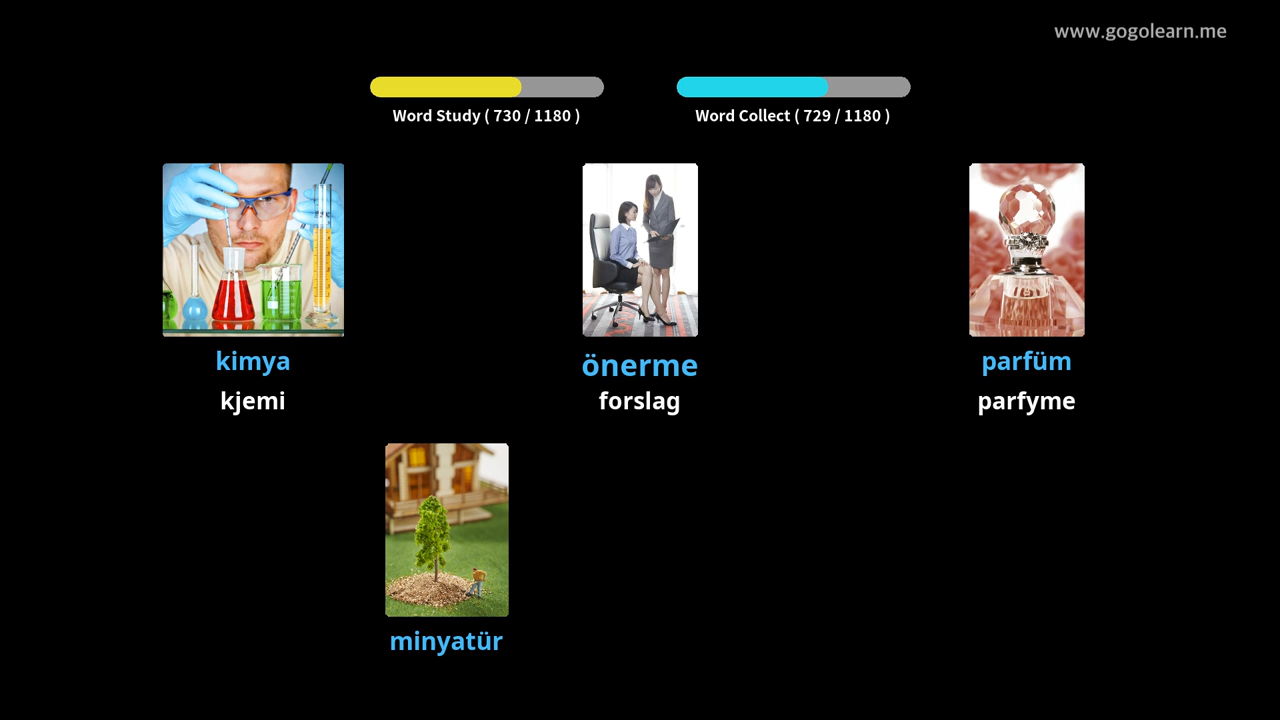 www.gogolearn.me
Word Study ( 730 / 1180 )
Word Collect ( 729 / 1180 )
kimya
önerme
parfüm
kjemi
forslag
parfyme
minyatür